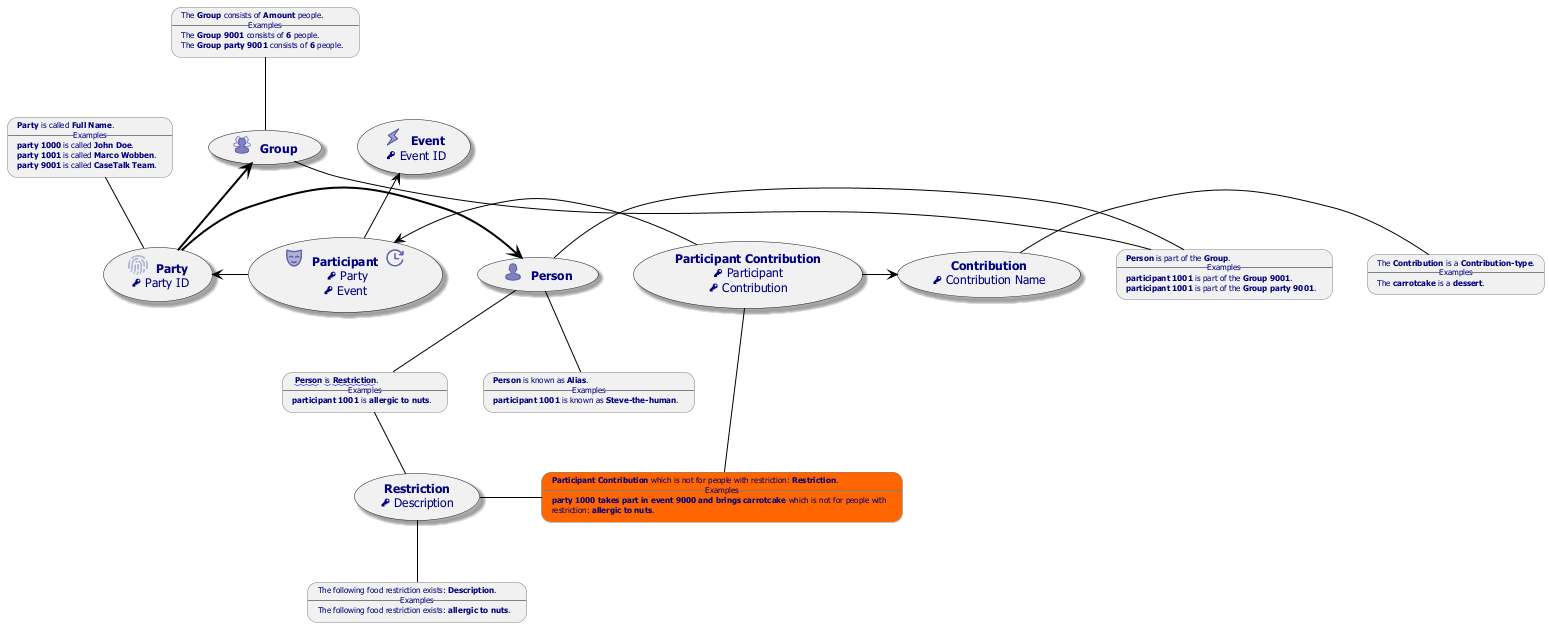 The Group consists of Amount people.
Examples
The Group 9001 consists of 6 people.
The Group party 9001 consists of 6 people.
Party is called Full Name.
Examples
party 1000 is called John Doe.
party 1001 is called Marco Wobben.
party 9001 is called CaseTalk Team.
Group
Event
Event ID
Party
Party ID
Participant
Party
Event
Person
Participant Contribution
Participant
Contribution
Contribution
Contribution Name
Person is part of the Group.
Examples
participant 1001 is part of the Group 9001.
participant 1001 is part of the Group party 9001.
The Contribution is a Contribution-type.
Examples
The carrotcake is a dessert.
Person is Restriction.
Examples
participant 1001 is allergic to nuts.
Person is known as Alias.
Examples
participant 1001 is known as Steve-the-human.
Restriction
Description
Participant Contribution which is not for people with restriction: Restriction.
Examples
party 1000 takes part in event 9000 and brings carrotcake which is not for people with
restriction: allergic to nuts.
The following food restriction exists: Description.
Examples
The following food restriction exists: allergic to nuts.